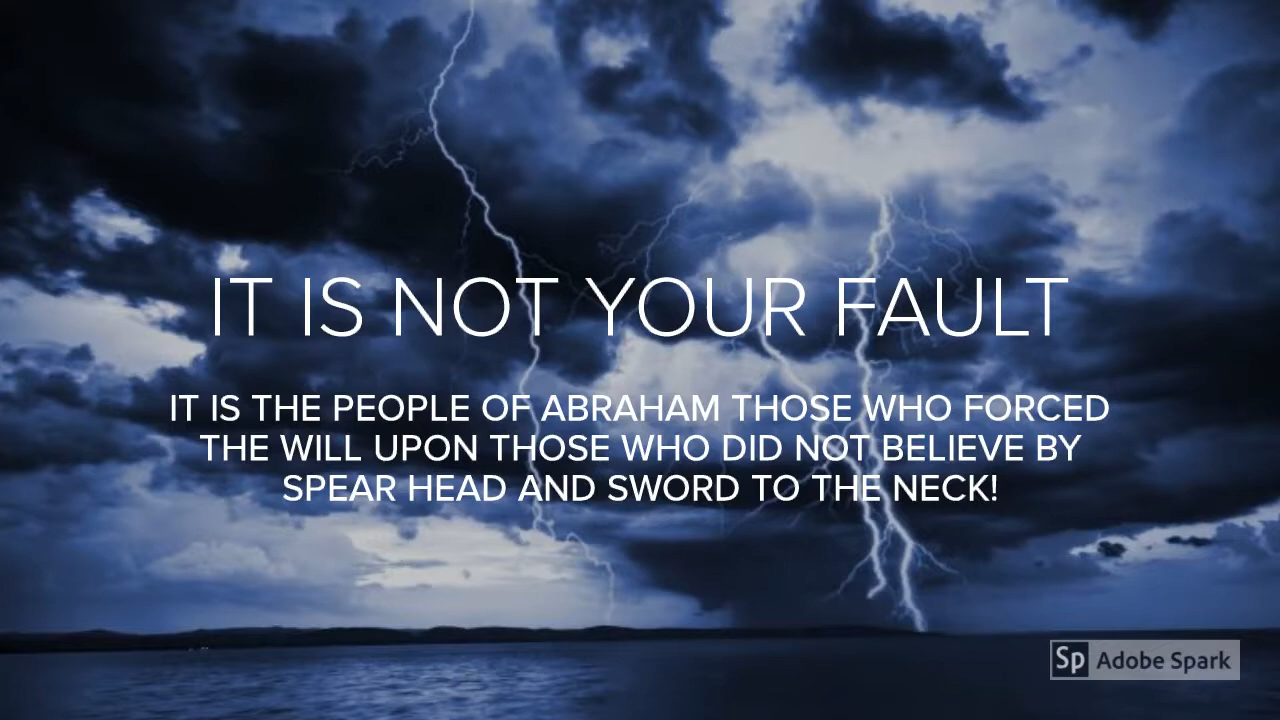 IT IS NOT YOUR FAULT
IT IS THE PEOPLE OF ABRAHAM THOSE WHO FORCED
THE WILL UPON THOSE WHO DID NOT BELIEVE BY
SPEAR HEAD AND SWORD TO THE NECK!
Sp Adobe Spark